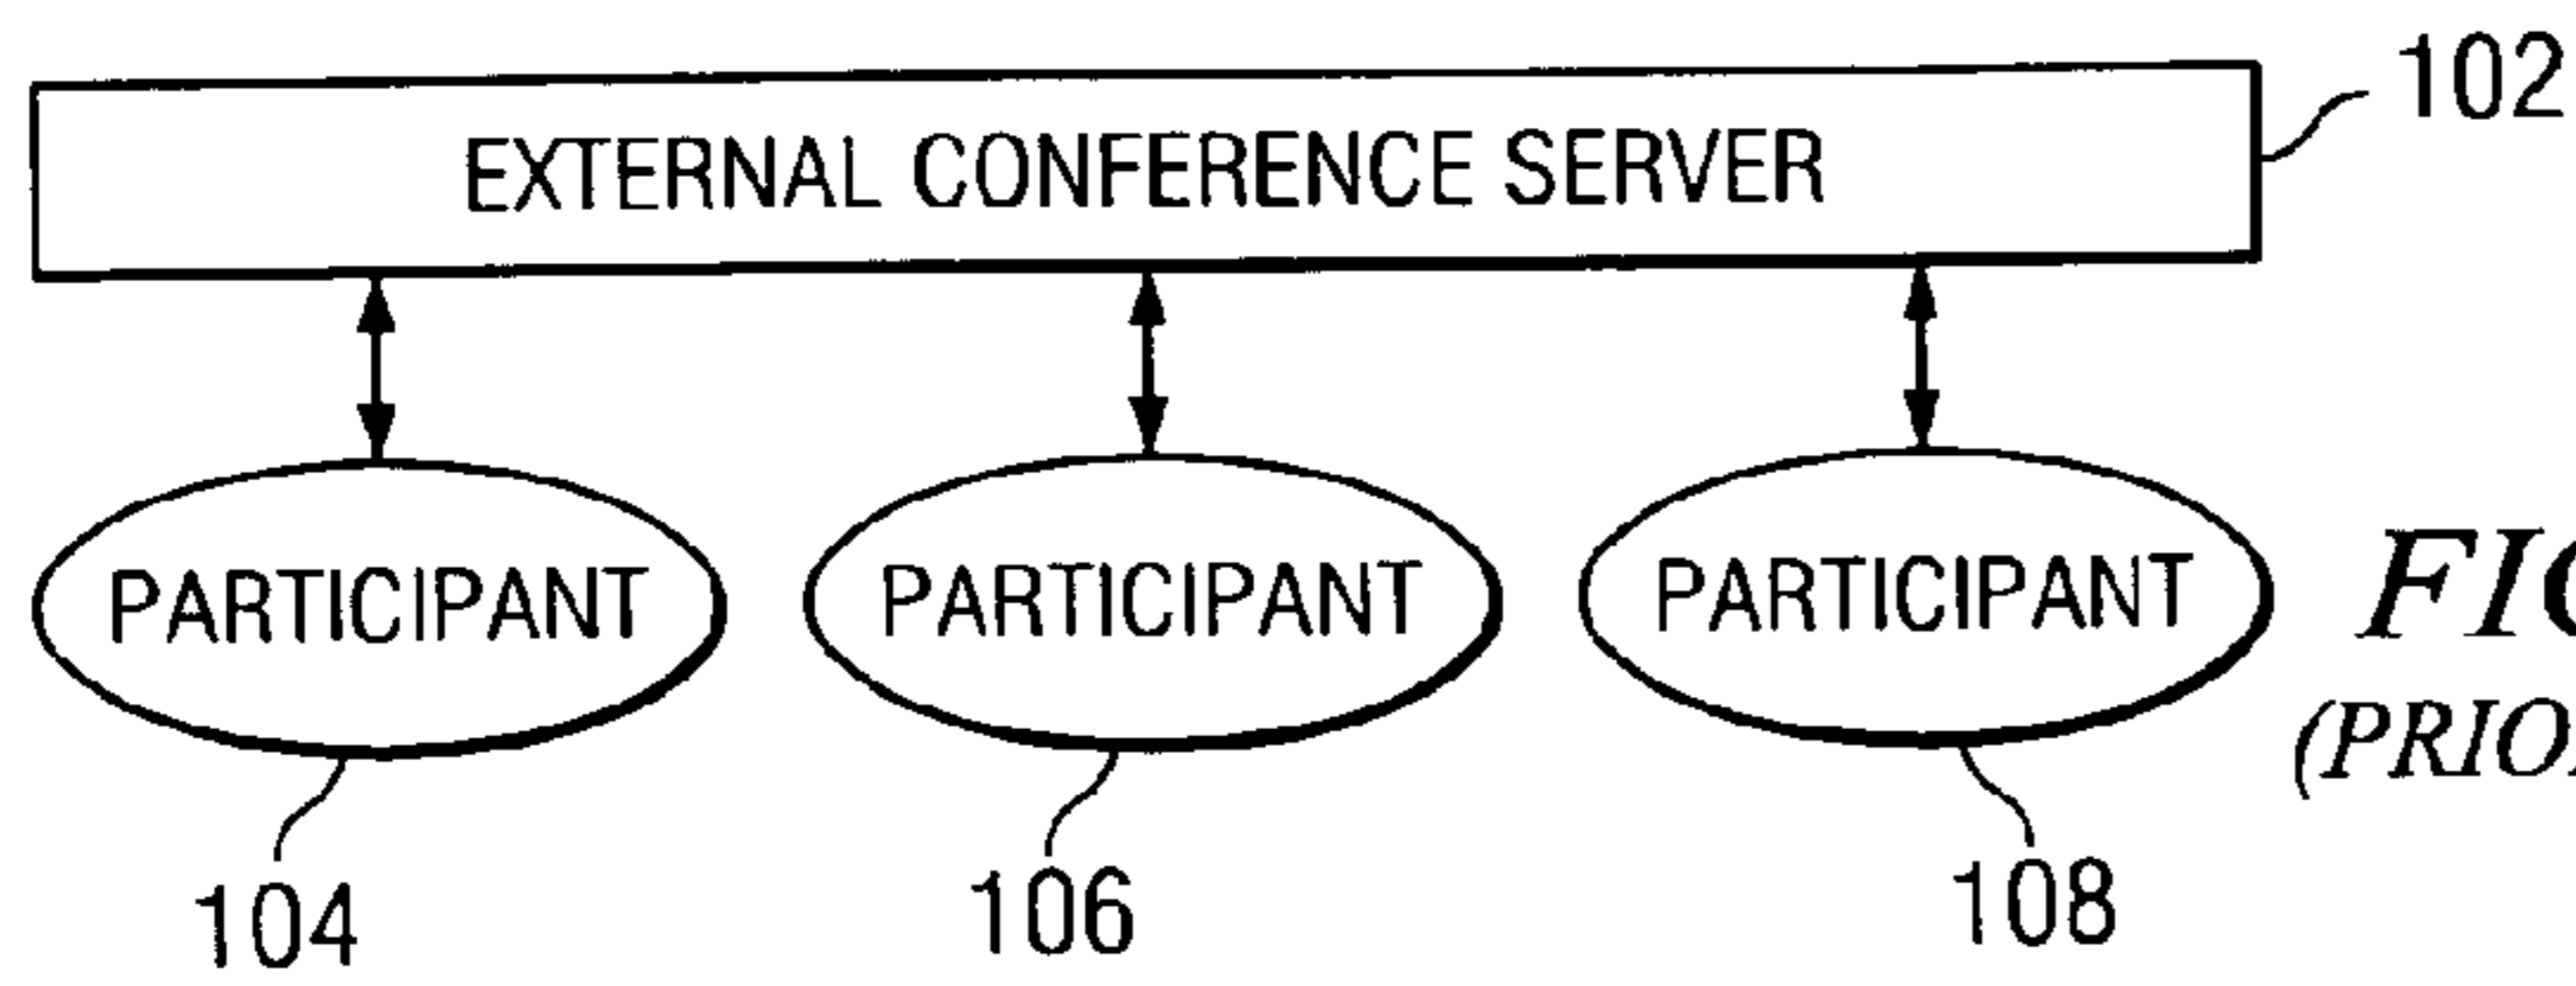 102
EXTERNAL CONFERENCE SERVER
PARTICIPANT PARTICIPANT PARTICIPANT
104 106 108